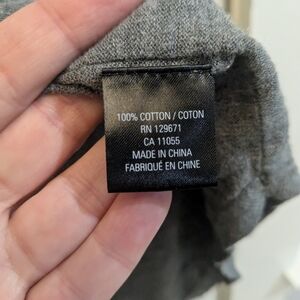 100% COTTON / COTON
RN 129671
CA 11055
MADE IN CHINA
FABRIQUÉ EN CHINE